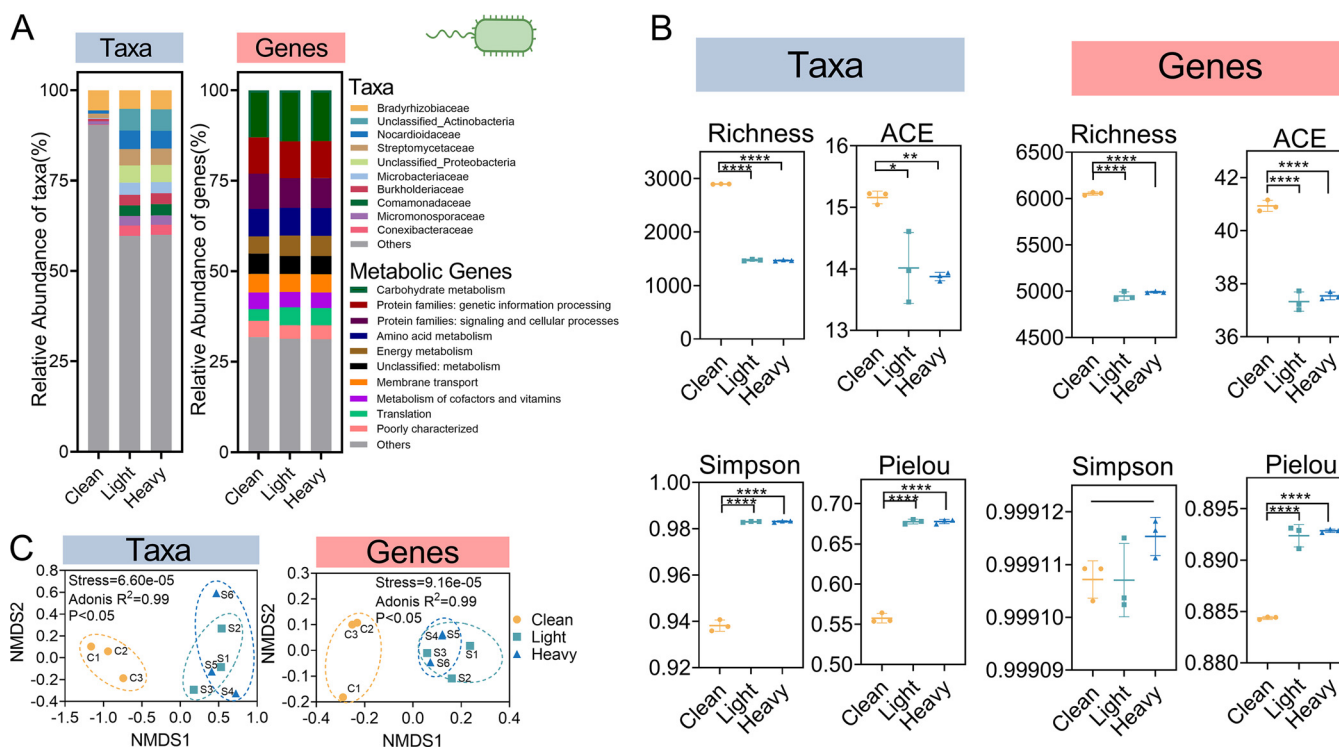 A
Taxa
Genes
Relative Abundance of taxa(%)
100
75
50
25
0
Clean
Light
Heavy
Relative Abundance of genes(%)
100
75
50
25
0
Clean
Light
Heavy
Taxa
Bradyrhizobiaceae
Unclassified_Actinobacteria
Nocardioidaceae
Streptomycetaceae
Unclassified_Proteobacteria
Microbacteriaceae
Burkholderiaceae
Comamonadaceae
Micromonosporaceae
Conexibacteraceae
Others
Metabolic Genes
Carbohydrate metabolism
Protein families: genetic information processing
Protein families: signaling and cellular processes
Amino acid metabolism
Energy metabolism
Unclassified: metabolism
Membrane transport
Metabolism of cofactors and vitamins
Translation
Poorly characterized
Others
B
Taxa
Genes
Richness
****
****
3000
2000
1000
0
Clean
Light
Heavy
ACE
**
*
16
15
14
13
Clean
Light
Heavy
Richness
****
****
6500
6000
5500
5000
4500
Clean
Light
Heavy
ACE
****
****
42
40
38
36
Clean
Light
Heavy
Simpson
****
****
1.00
0.98
0.96
0.94
0.92
Clean
Light
Heavy
Pielou
****
****
0.70
0.65
0.60
0.55
0.50
Clean
Light
Heavy
Simpson
0.99912
0.99911
0.99910
0.999109
Clean
Light
Heavy
Pielou
****
****
0.895
0.890
0.885
0.880
Clean
Light
Heavy
C
Taxa
Stress=6.60e-05
Adonis R²=0.99
P<0.05
NMDS2
0.8
0.6
0.4
0.2
0.0
-0.2
-0.4
C1
C2
C3
S6
S2
S1
S5
S3
S4
-1.5
-1.0
-0.5
0.0
0.5
1.0
NMDS1
Genes
Stress=9.16e-05
Adonis R²=0.99
P<0.05
NMDS2
0.3
0.2
0.1
0.0
-0.1
-0.2
C3
C2
C1
S4
S5
S3
S6
S1
S2
-0.4
-0.2
0.0
0.2
0.4
NMDS1
Clean
Light
Heavy